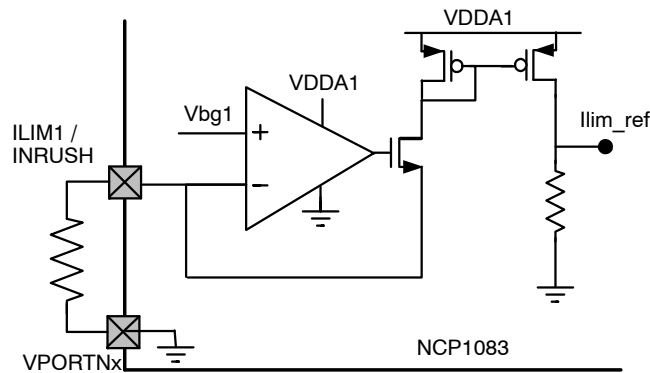 VDDA1
VDDA1
Vbg1
+
ILIM1 /
INRUSH
Ilim_ref
–
NCP1083
VPORTNx